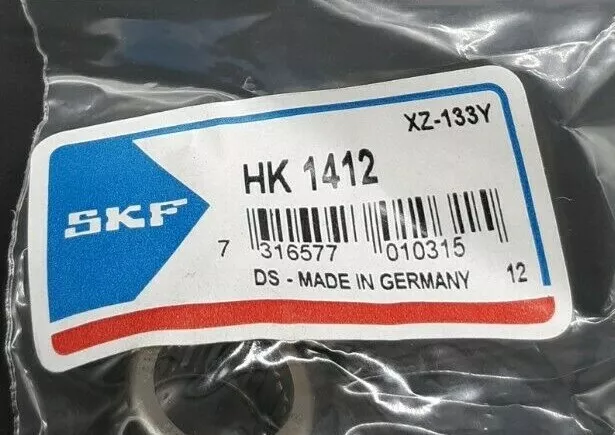 XZ-133Y
HK 1412
SKF
7 316577 010315
DS - MADE IN GERMANY 12